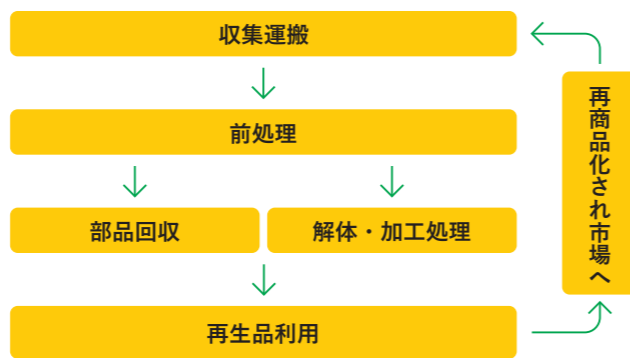 収集運搬
前処理
部品回収
解体・加工処理
再生品利用
再商品化され市場へ